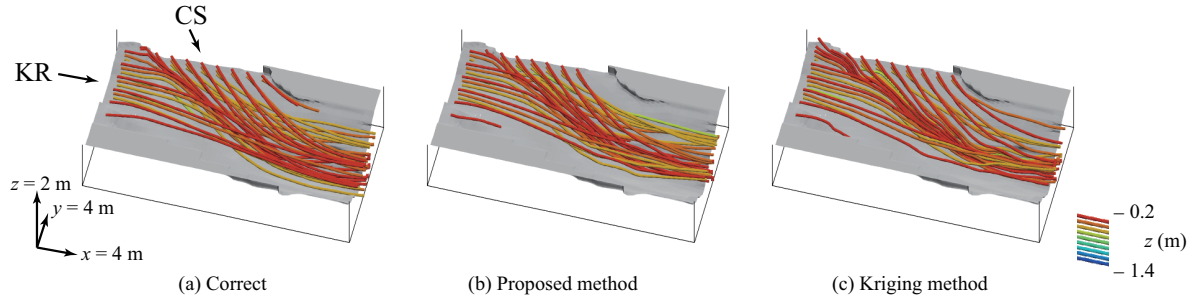 CS
KR
z = 2 m
y = 4 m
x = 4 m
– 0.2
z (m)
– 1.4
(a) Correct
(b) Proposed method
(c) Kriging method